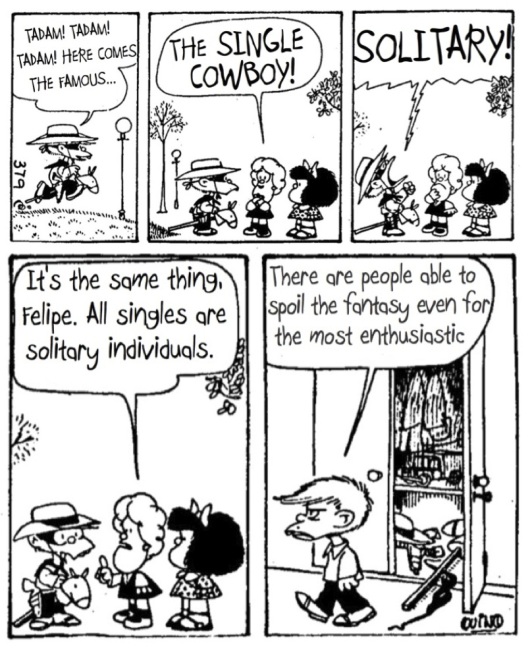 TADAM! TADAM!
TADAM! HERE COMES
THE FAMOUS...
THE SINGLE
COWBOY!
SOLITARY!
379
It's the same thing,
Felipe. All singles are
solitary individuals.
There are people able to
spoil the fantasy even for
the most enthusiastic
QUINO